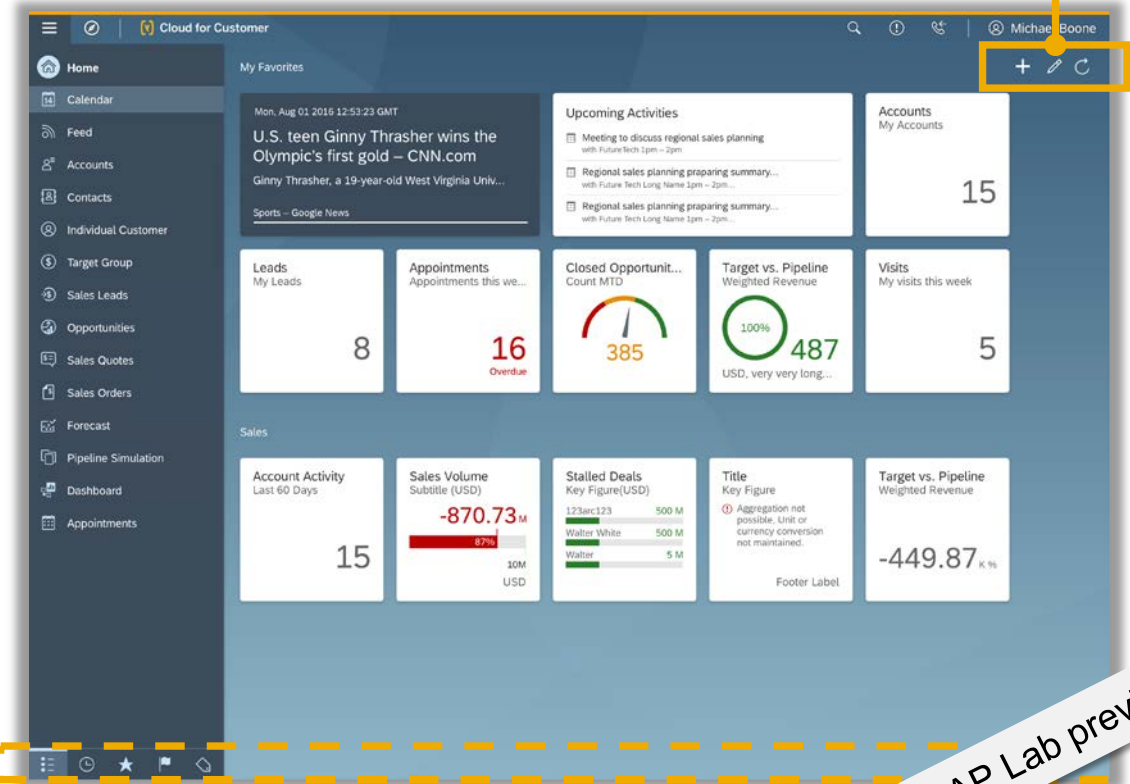 Cloud for Customer
Michael Boone
Home
Calendar
Feed
Accounts
Contacts
Individual Customer
Target Group
Sales Leads
Opportunities
Sales Quotes
Sales Orders
Forecast
Pipeline Simulation
Dashboard
Appointments
My Favorites
Mon, Aug 01 2016 12:53:23 GMT
U.S. teen Ginny Thrasher wins the
Olympic's first gold – CNN.com
Ginny Thrasher, a 19-year-old West Virginia Univ...
Sports – Google News
Upcoming Activities
Meeting to discuss regional sales planning
with FutureTech 1pm – 2pm
Regional sales planning praparing summary...
with Future Tech Long Name 1pm – 2pm...
Regional sales planning praparing summary...
with Future Tech Long Name 1pm – 2pm...
Accounts
My Accounts
15
Leads
My Leads
8
Appointments
Appointments this we...
16
Overdue
Closed Opportunit...
Count MTD
385
Target vs. Pipeline
Weighted Revenue
100%
487
USD, very very long...
Visits
My visits this week
5
Sales
Account Activity
Last 60 Days
15
Sales Volume
Subtitle (USD)
-870.73 M
87%
10M
USD
Stalled Deals
Key Figure(USD)
123arc123 500 M
Walter White 500 M
Walter 5 M
Title
Key Figure
Aggregation not
possible. Unit or
currency conversion
not maintained.
Footer Label
Target vs. Pipeline
Weighted Revenue
-449.87 K %
Lab